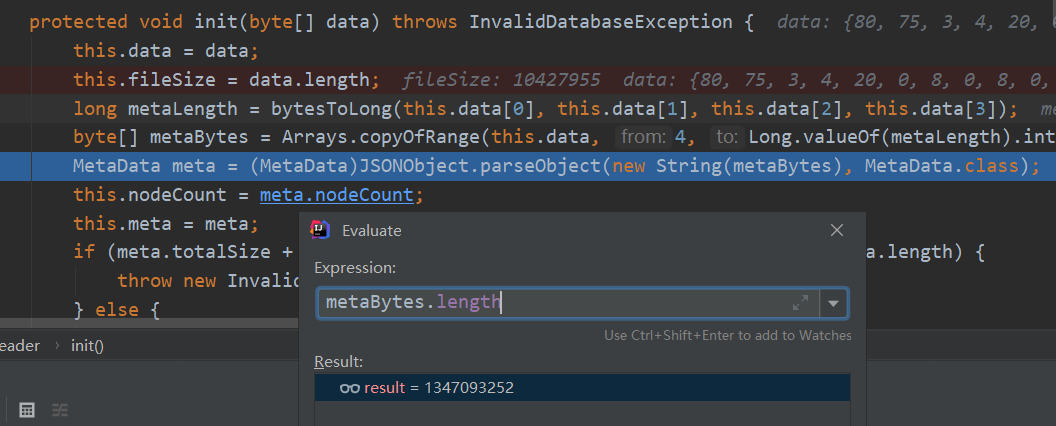 protected void init(byte[] data) throws InvalidDatabaseException {  data: {80, 75, 3, 4, 20, 0
this.data = data;
this.fileSize = data.length;  fileSize: 10427955  data: {80, 75, 3, 4, 20, 0, 8, 0, 8, 0,
long metaLength = bytesToLong(this.data[0], this.data[1], this.data[2], this.data[3]);  me
byte[] metaBytes = Arrays.copyOfRange(this.data, from: 4, to: Long.valueOf(metaLength).int
MetaData meta = (MetaData)JSONObject.parseObject(new String(metaBytes), MetaData.class);
this.nodeCount = meta.nodeCount;
this.meta = meta;
if (meta.totalSize + a.length) {
throw new Invalid
} else {
Evaluate
Expression:
metaBytes.length
Use Ctrl+Shift+Enter to add to Watches
eader > init()
Result:
result = 1347093252